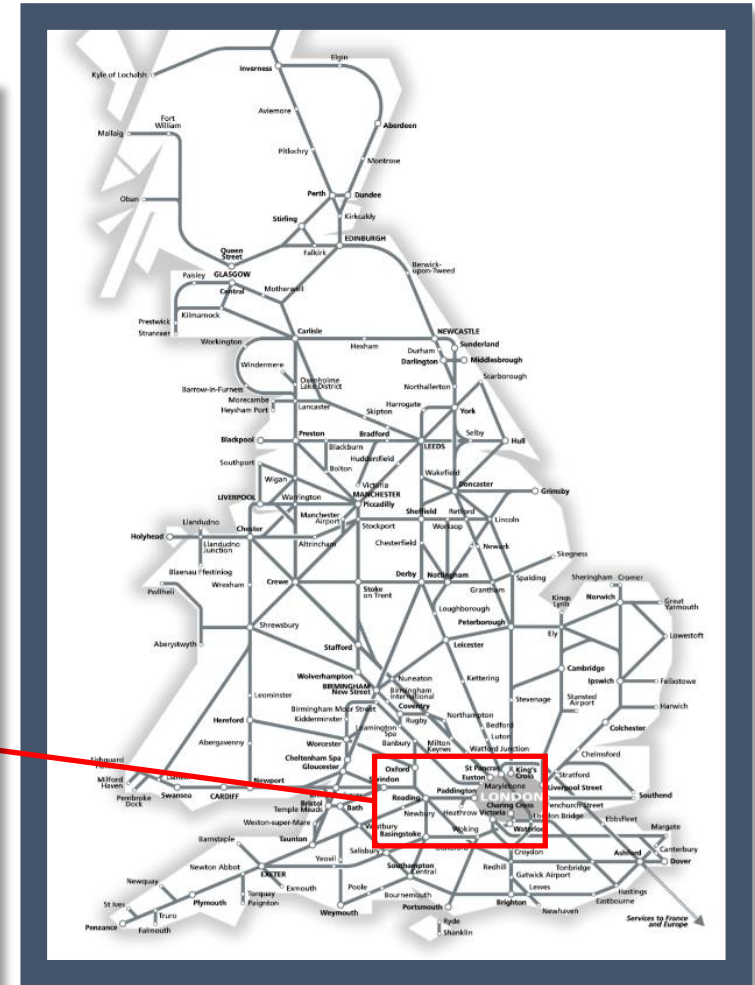 Elgin
Inverness
Kyle of Lochalsh
Aviemore
Fort
William
Mallaig
Aberdeen
Pitlochry
Montrose
Oban
Perth
Dundee
Stirling
Kirkcaldy
Queen
Street
Falkirk
EDINBURGH
Berwick-
upon-Tweed
Paisley
GLASGOW
Central
Motherwell
Prestwick
Kilmarnock
Stranraer
Carlisle
NEWCASTLE
Workington
Hexham
Sunderland
Durham
Darlington
Middlesbrough
Windermere
Scarborough
Oxenholme
Lake District
Northallerton
Barrow-in-Furness
Morecambe
Heysham Port
Lancaster
Harrogate
York
Skipton
Blackpool
Preston
Bradford
Selby
Hull
Blackburn
LEEDS
Huddersfield
Southport
Bolton
Wakefield
Wigan
Victoria
MANCHESTER
Piccadilly
Doncaster
Grimsby
LIVERPOOL
Warrington
Manchester
Airport
Sheffield
Retford
Lincoln
Llandudno
Stockport
Worksop
Holyhead
Chester
Llandudno
Junction
Altrincham
Chesterfield
Newark
Skegness
Blaenau Ffestiniog
Pwllheli
Wrexham
Crewe
Stoke
on Trent
Derby
Nottingham
Grantham
Spalding
Sheringham
Cromer
Kings
Lynn
Norwich
Great
Yarmouth
Loughborough
Peterborough
Aberystwyth
Shrewsbury
Ely
Lowestoft
Stafford
Leicester
Wolverhampton
BIRMINGHAM
New Street
Nuneaton
Birmingham
International
Kettering
Cambridge
Ipswich
Felixstowe
Leominster
Coventry
Stevenage
Stansted
Airport
Harwich
Birmingham Moor Street
Kidderminster
Rugby
Northampton
Bedford
Colchester
Hereford
Leamington
Spa
Luton
Worcester
Banbury
Milton
Keynes
Watford Junction
Chelmsford
Abergavenny
Cheltenham Spa
Gloucester
Oxford
St Pancras
King's
Cross
Euston
Stratford
Milford
Haven
Newport
Swindon
Marylebone
Liverpool Street
Pembroke
Dock
Swansea
CARDIFF
Reading
Paddington
LONDON
Southend
Bristol
Temple Meads
Bath
Charing Cross
Fenchurch Street
Newbury
Heathrow
Victoria
London Bridge
Ebbsfleet
Weston-super-Mare
Westbury
Basingstoke
Woking
Waterloo
Margate
Barnstaple
Taunton
Salisbury
Croydon
Canterbury
Yeovil
Southampton
Central
Redhill
Tonbridge
Ashford
Dover
Newton Abbot
Gatwick Airport
Newquay
EXETER
Exmouth
Poole
Bournemouth
Lewes
Hastings
Eastbourne
Torquay
Paignton
St Ives
Plymouth
Weymouth
Portsmouth
Brighton
Newhaven
Truro
Penzance
Falmouth
Ryde
Shanklin
Services to France
and Europe